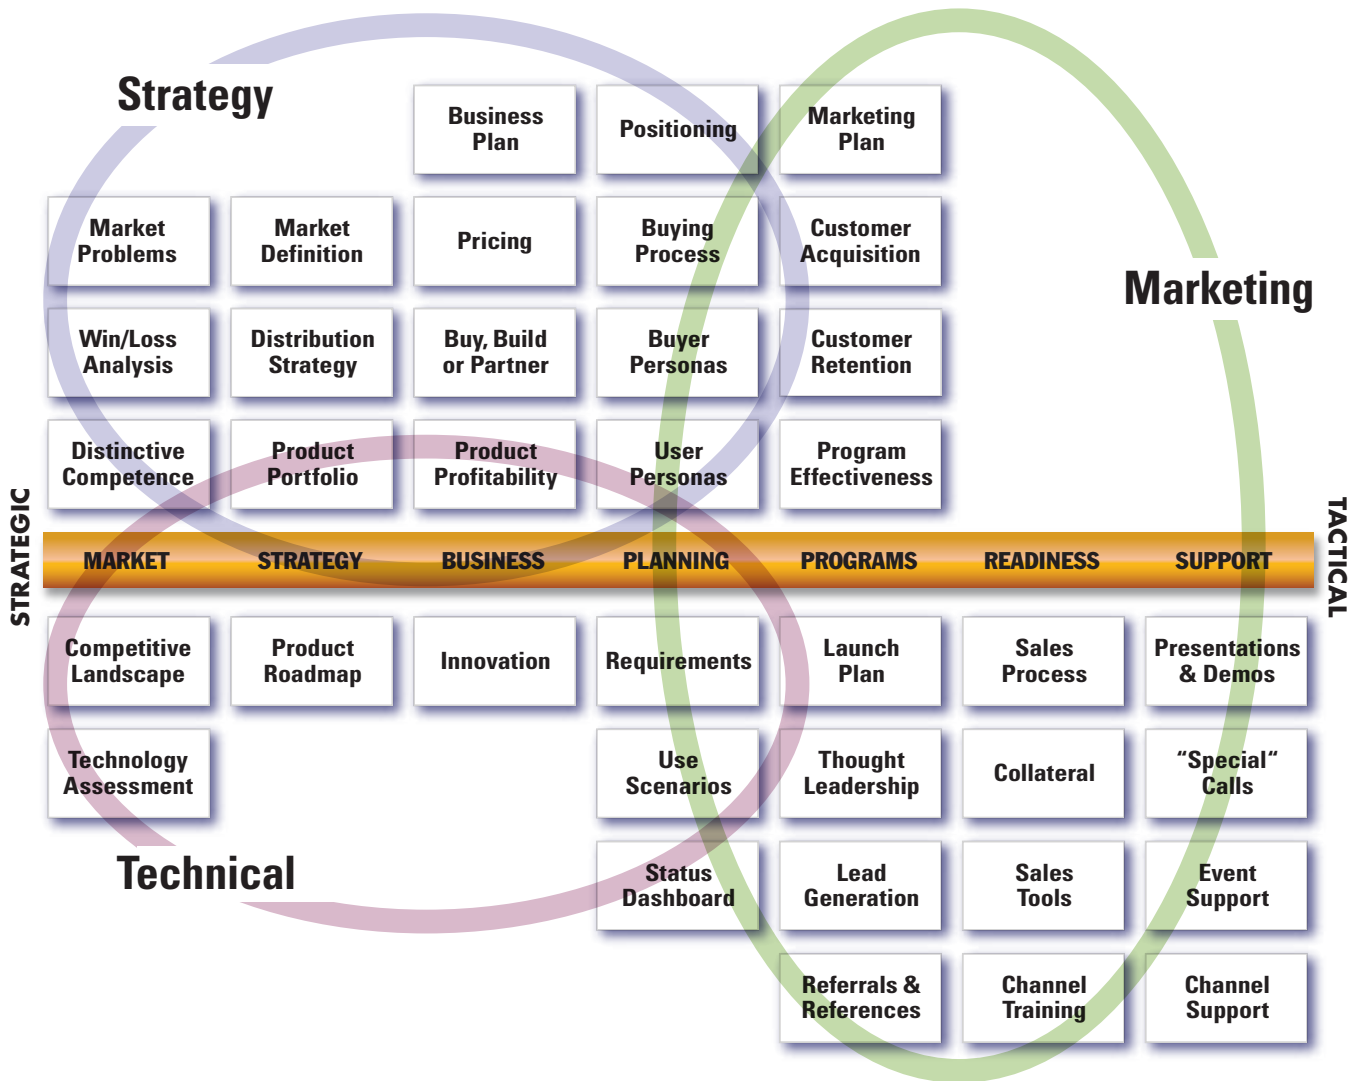 Strategy
Business
Plan
Positioning
Marketing
Plan
Market
Problems
Market
Definition
Pricing
Buying
Process
Customer
Acquisition
Marketing
Win/Loss
Analysis
Distribution
Strategy
Buy, Build
or Partner
Buyer
Personas
Customer
Retention
Distinctive
Competence
Product
Portfolio
Product
Profitability
User
Personas
Program
Effectiveness
STRATEGIC
MARKET
STRATEGY
BUSINESS
PLANNING
PROGRAMS
READINESS
SUPPORT
TACTICAL
Competitive
Landscape
Product
Roadmap
Innovation
Requirements
Launch
Plan
Sales
Process
Presentations
& Demos
Technology
Assessment
Use
Scenarios
Thought
Leadership
Collateral
“Special“
Calls
Technical
Status
Dashboard
Lead
Generation
Sales
Tools
Event
Support
Referrals &
References
Channel
Training
Channel
Support